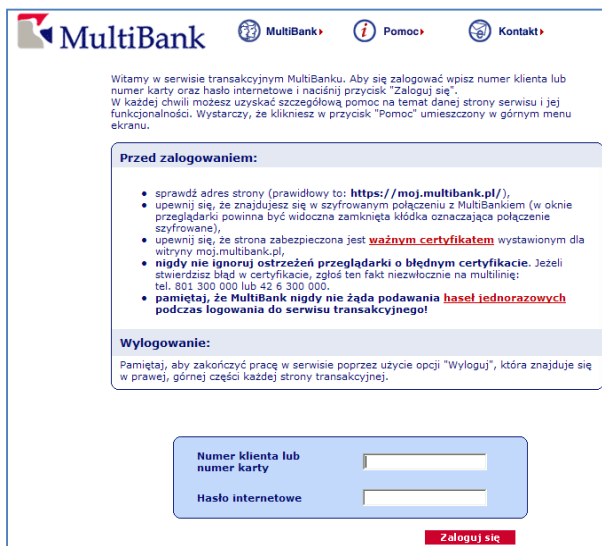 MultiBank
MultiBank
Pomoc
Kontakt
Witamy w serwisie transakcyjnym MultiBanku. Aby się zalogować wpisz numer klienta lub
numer karty oraz hasło internetowe i naciśnij przycisk "Zaloguj się".
W każdej chwili możesz uzyskać szczegółową pomoc na temat danej strony serwisu i jej
funkcjonalności. Wystarczy, że klikniesz w przycisk "Pomoc" umieszczony w górnym menu
ekranu.
Przed zalogowaniem:
• sprawdź adres strony (prawidłowy to: https://moj.multibank.pl/),
• upewnij się, że znajdujesz się w szyfrowanym połączeniu z MultiBankiem (w oknie
przeglądarki powinna być widoczna zamknięta kłódka oznaczająca połączenie
szyfrowane),
• upewnij się, że strona zabezpieczona jest ważnym certyfikatem wystawionym dla
witryny moj.multibank.pl,
• nigdy nie ignoruj ostrzeżeń przeglądarki o błędnym certyfikacie. Jeżeli
stwierdzisz błąd w certyfikacie, zgłoś ten fakt niezwłocznie na multilinię:
tel. 801 300 000 lub 42 6 300 000.
• pamiętaj, że MultiBank nigdy nie żąda podawania haseł jednorazowych
podczas logowania do serwisu transakcyjnego!
Wylogowanie:
Pamiętaj, aby zakończyć pracę w serwisie poprzez użycie opcji "Wyloguj", która znajduje się
w prawej, górnej części każdej strony transakcyjnej.
Numer klienta lub
numer karty
Hasło internetowe
Zaloguj się